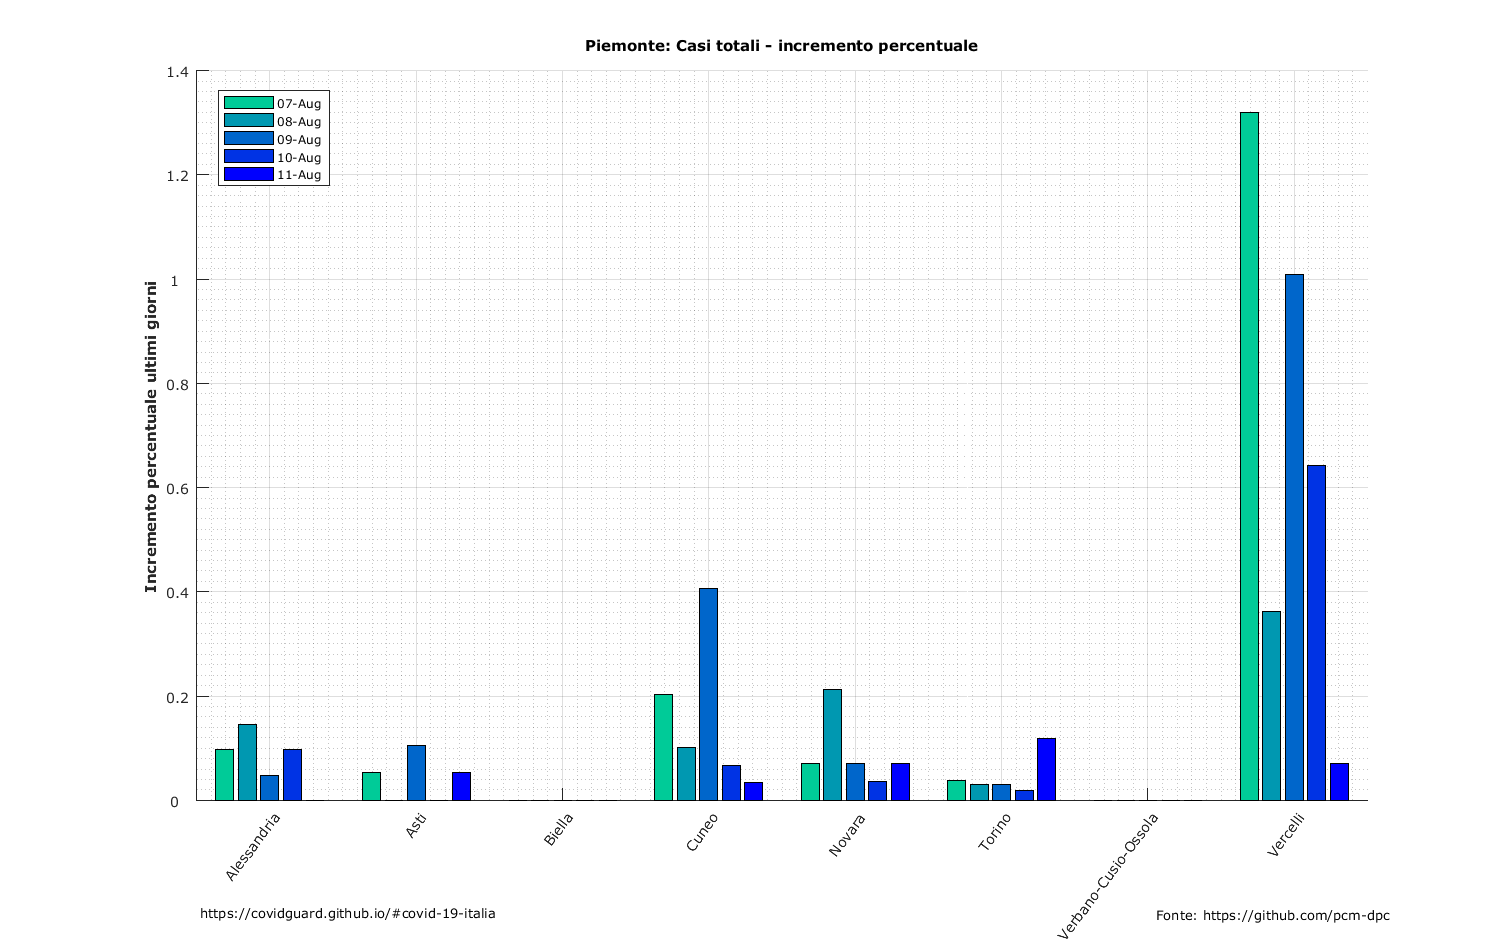 Piemonte: Casi totali - incremento percentuale
Incremento percentuale ultimi giorni
1.4
1.2
1
0.8
0.6
0.4
0.2
0
07-Aug
08-Aug
09-Aug
10-Aug
11-Aug
Alessandria
Asti
Biella
Cuneo
Novara
Torino
Verbano-Cusio-Ossola
Vercelli
https://covidguard.github.io/#covid-19-italia
Fonte: https://github.com/pcm-dpc